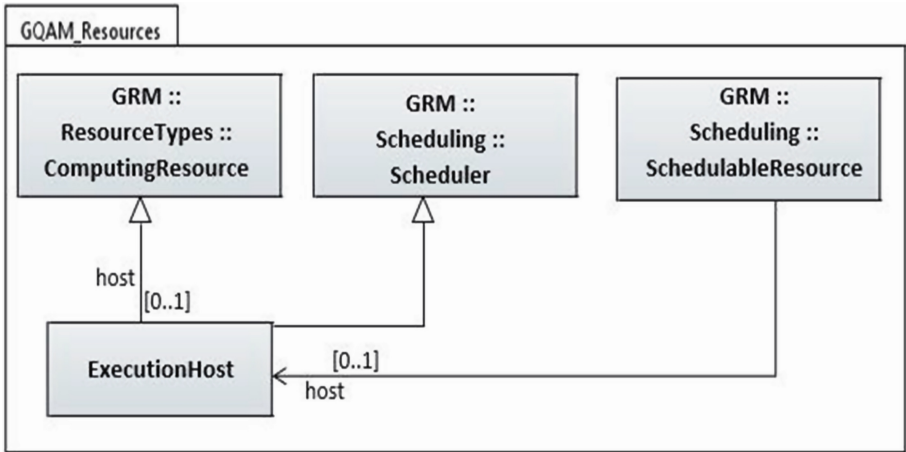 GQAM_Resources
GRM ::
ResourceTypes ::
ComputingResource
GRM ::
Scheduling ::
Scheduler
GRM ::
Scheduling ::
SchedulableResource
host
[0..1]
ExecutionHost
[0..1]
host